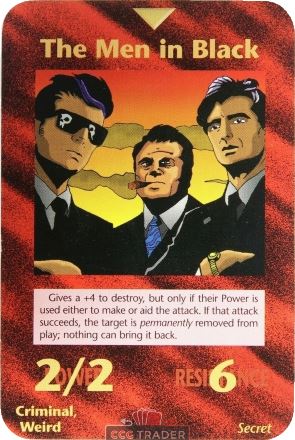 The Men in Black
Gives a +4 to destroy, but only if their Power is
used either to make or aid the attack. If that attack
succeeds, the target is permanently removed from
play; nothing can bring it back.
2/2 POWER RESISTANCE 6
Criminal,
Weird
Secret
CCG TRADER